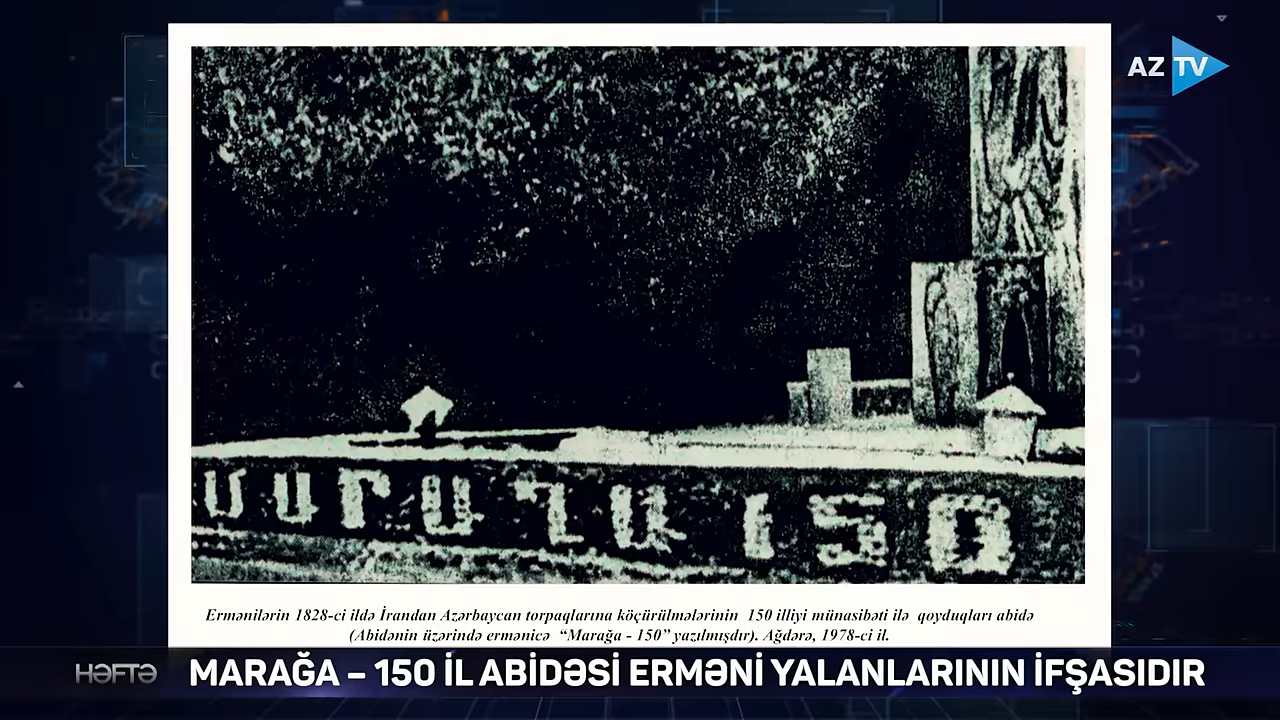 AZ TV
ՄԱՐԱՂԱ 150
Ermənilərin 1828-ci ildə İrandan Azərbaycan torpaqlarına köçürülmələrinin 150 illiyi münasibəti ilə qoyduqları abidə
(Abidənin üzərində ermənicə “Marağa - 150” yazılmışdır). Ağdərə, 1978-ci il.
HƏFTƏ
MARAĞA – 150 İL ABİDƏSİ ERMƏNİ YALANLARININ İFŞASIDIR